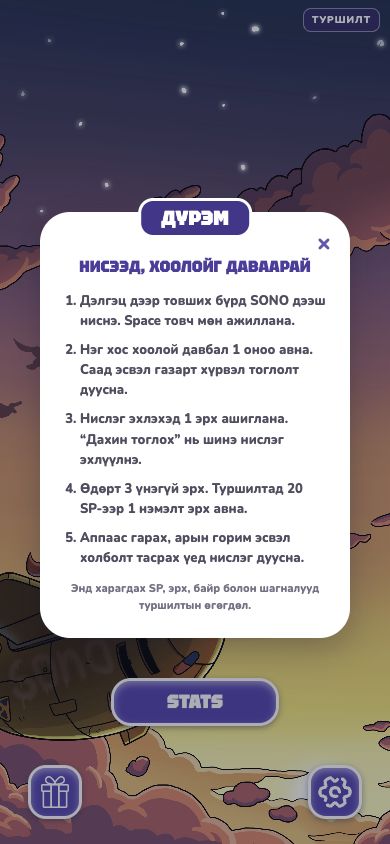 ТУРШИЛТ
ДҮРЭМ
НИСЭЭД, ХООЛОЙГ ДАВААРАЙ
1. Дэлгэц дээр товших бүрд SONO дээш
нисна. Space товч мөн ажиллана.
2. Нэг хос хоолой давбал 1 оноо авна.
Саад эсвэл газарт хүрвэл тоглолт
дуусна.
3. Нислэг эхлэхэд 1 эрх ашиглана.
“Дахин тоглох” нь шинэ нислэг
эхлүүлнэ.
4. Өдөрт 3 үнэгүй эрх. Туршилтад 20
SP-ээр 1 нэмэлт эрх авна.
5. Аппаас гарах, арын горим эсвэл
холболт тасрах үед нислэг дуусна.
Энд харагдах SP, эрх, байр болон шагналууд
туршилтын өгөгдөл.
SONO
STATS